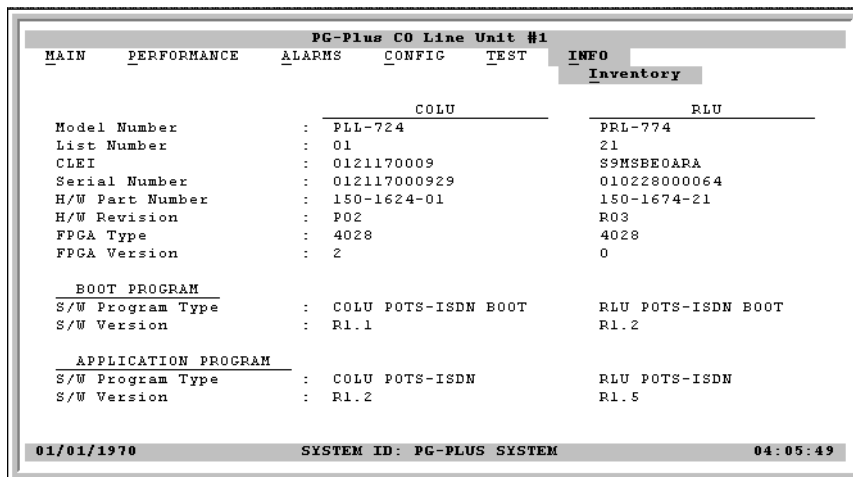 PG-Plus CO Line Unit #1
MAIN PERFORMANCE ALARMS CONFIG TEST INFO
Inventory
COLU RLU
Model Number : PLL-724 PRL-774
List Number : 01 21
CLEI : 0121170009 S9MSBE0ARA
Serial Number : 012117000929 010228000064
H/W Part Number : 150-1624-01 150-1674-21
H/W Revision : P02 R03
FPGA Type : 4028 4028
FPGA Version : 2 0
BOOT PROGRAM
S/W Program Type : COLU POTS-ISDN BOOT RLU POTS-ISDN BOOT
S/W Version : R1.1 R1.2
APPLICATION PROGRAM
S/W Program Type : COLU POTS-ISDN RLU POTS-ISDN
S/W Version : R1.2 R1.5
01/01/1970 SYSTEM ID: PG-PLUS SYSTEM 04:05:49